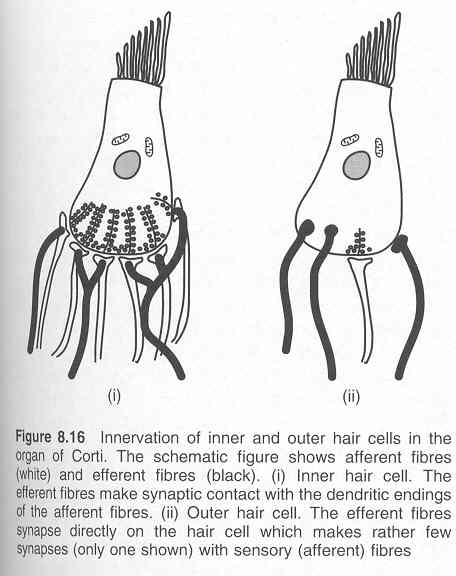 (i)
(ii)
Figure 8.16 Innervation of inner and outer hair cells in the
organ of Corti. The schematic figure shows afferent fibres
(white) and efferent fibres (black). (i) Inner hair cell. The
efferent fibres make synaptic contact with the dendritic endings
of the afferent fibres. (ii) Outer hair cell. The efferent fibres
synapse directly on the hair cell which makes rather few
synapses (only one shown) with sensory (afferent) fibres